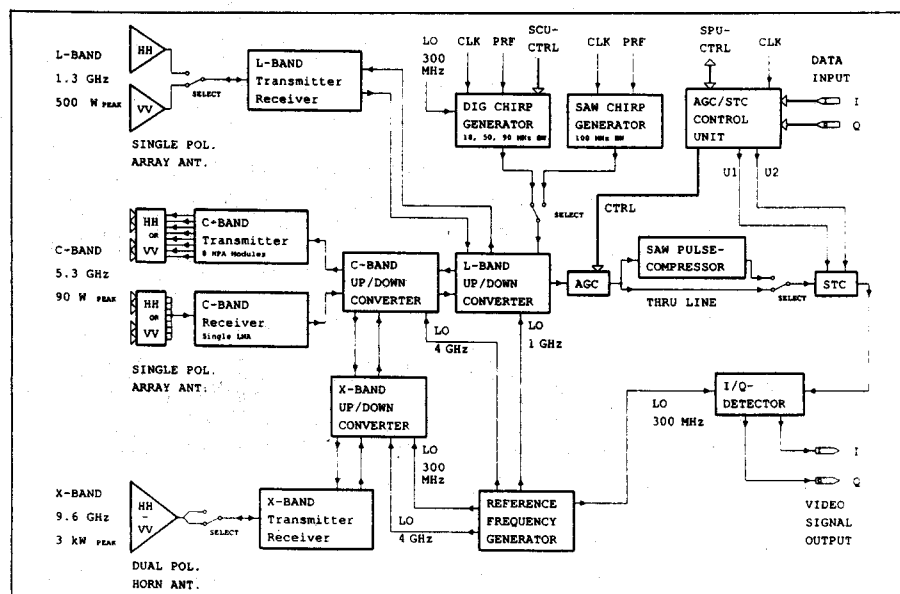 L-BAND
1.3 GHz
500 W PEAK
HH
VV
SELECT
SINGLE POL.
ARRAY ANT.
L-BAND
Transmitter
Receiver
LO
300
MHz
CLK PRF
SCU-
CTRL
CLK PRF
SPU-
CTRL
CLK
DATA
INPUT
I
Q
DIG CHIRP
GENERATOR
18, 50, 90 MHz BW
SAW CHIRP
GENERATOR
100 MHz BW
AGC/STC
CONTROL
UNIT
U1 U2
SELECT
CTRL
C-BAND
5.3 GHz
90 W PEAK
HH
OR
VV
C-BAND
Transmitter
8 HPA Modules
HH
OR
VV
C-BAND
Receiver
Single LNA
SINGLE POL.
ARRAY ANT.
C-BAND
UP/DOWN
CONVERTER
L-BAND
UP/DOWN
CONVERTER
AGC
SAW PULSE-
COMPRESSOR
THRU LINE
SELECT
STC
LO
4 GHz
LO
1 GHz
X-BAND
UP/DOWN
CONVERTER
I/Q-
DETECTOR
LO
300 MHz
I
Q
VIDEO
SIGNAL
OUTPUT
LO
300
MHz
LO
4 GHz
REFERENCE
FREQUENCY
GENERATOR
X-BAND
9.6 GHz
3 kW PEAK
HH
-
VV
SELECT
X-BAND
Transmitter
Receiver
DUAL POL.
HORN ANT.